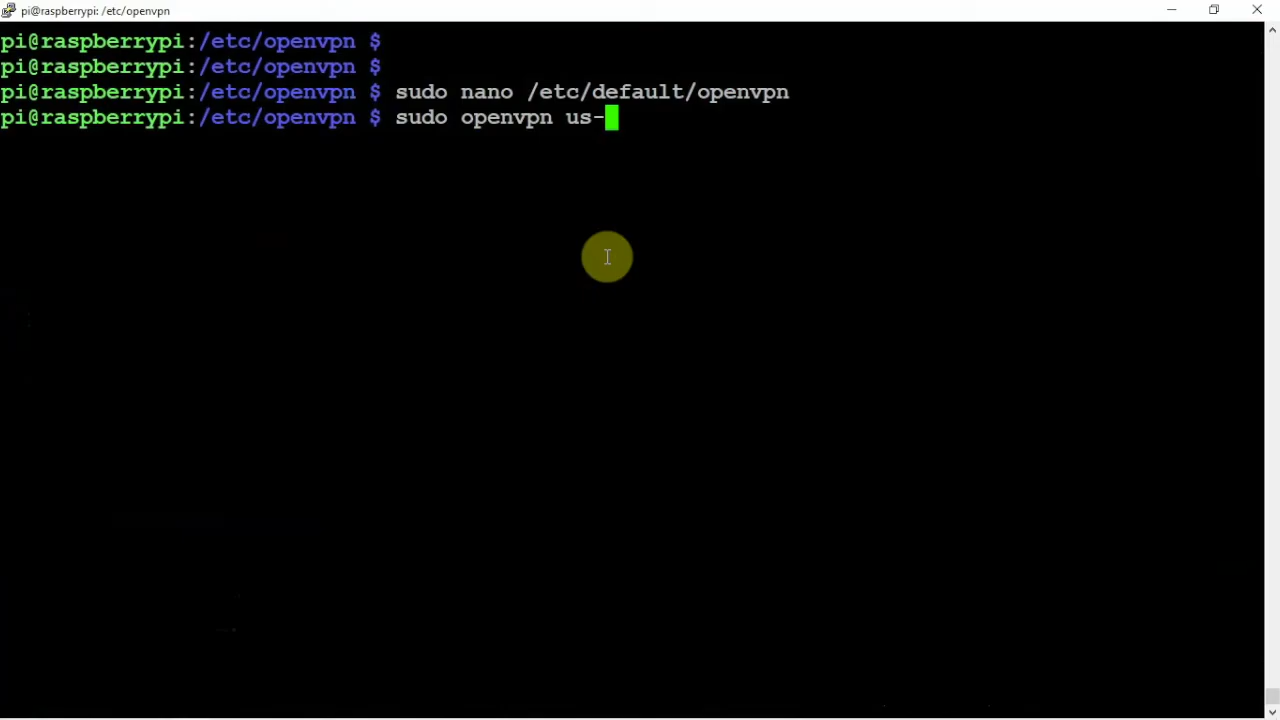 pi@raspberrypi: /etc/openvpn
pi@raspberrypi:/etc/openvpn $
pi@raspberrypi:/etc/openvpn $
pi@raspberrypi:/etc/openvpn $ sudo nano /etc/default/openvpn
pi@raspberrypi:/etc/openvpn $ sudo openvpn us-